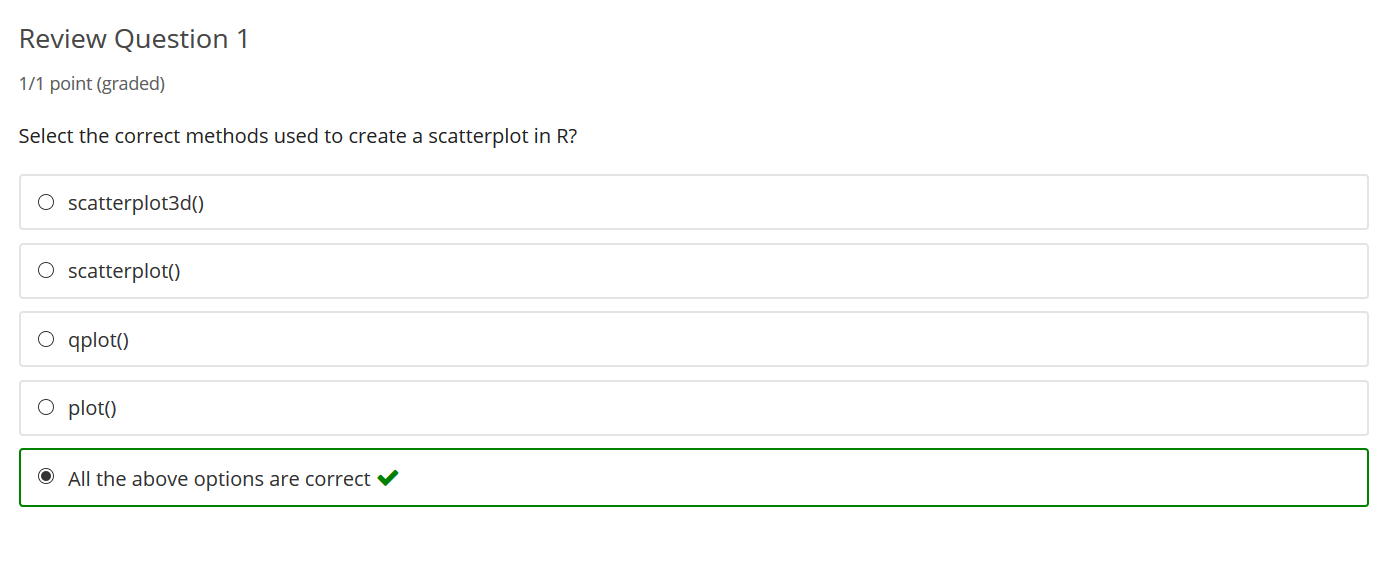 Review Question 1
1/1 point (graded)
Select the correct methods used to create a scatterplot in R?
scatterplot3d()
scatterplot()
qplot()
plot()
All the above options are correct